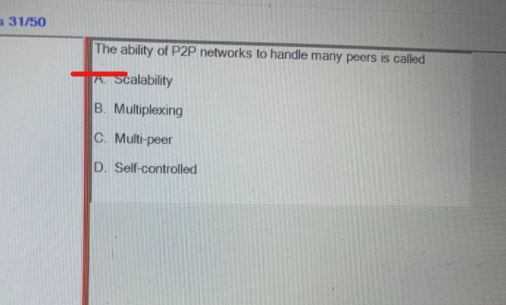 31/50
The ability of P2P networks to handle many peers is called
A. Scalability
B. Multiplexing
C. Multi-peer
D. Self-controlled